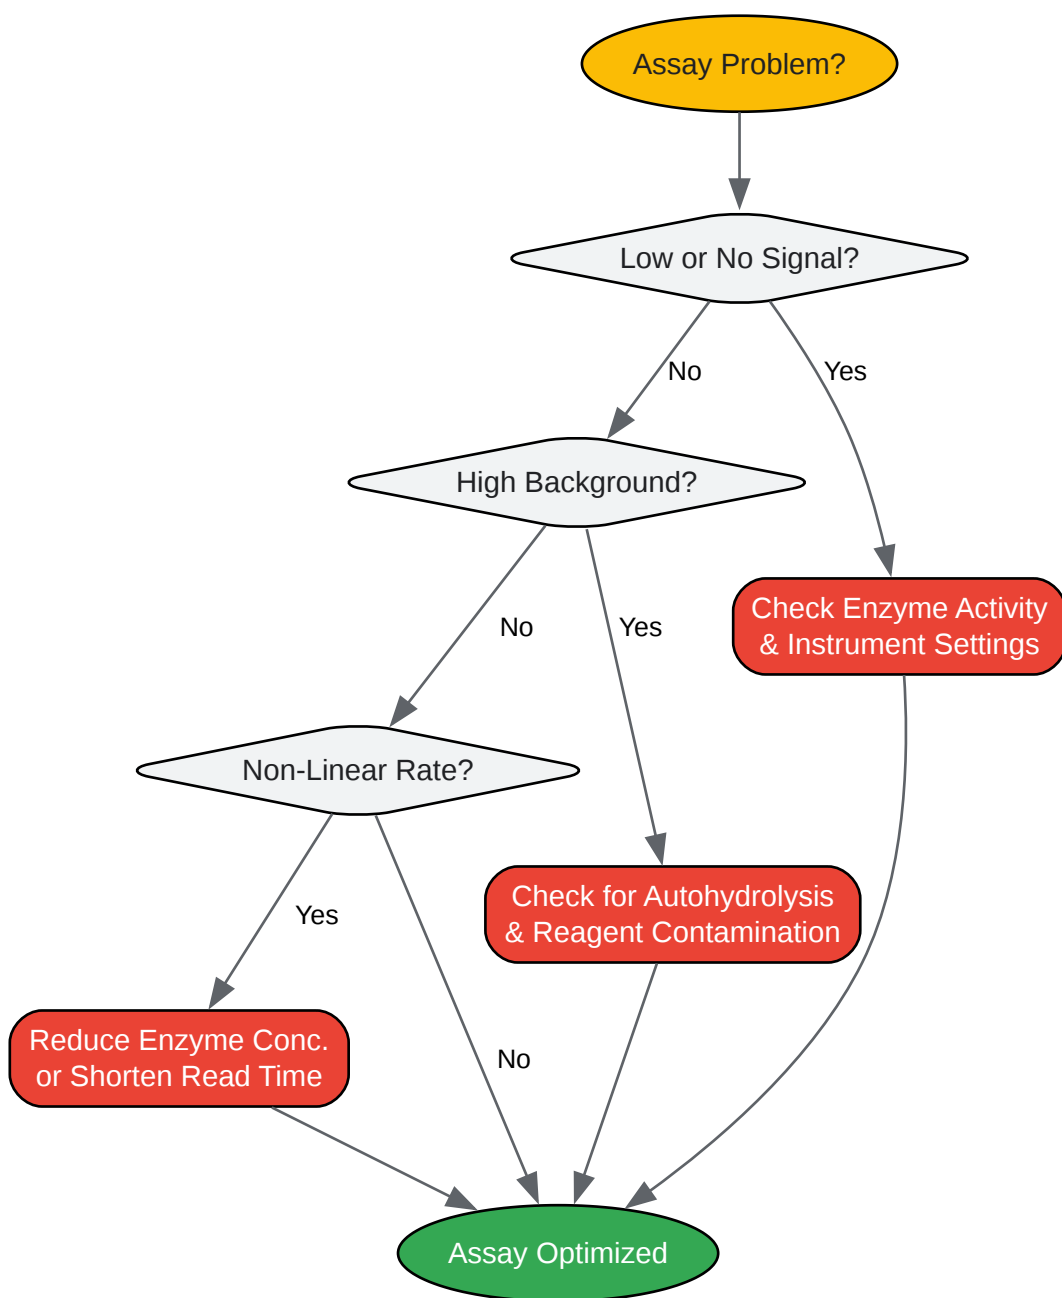 Assay Problem?
Low or No Signal?
No
Yes
High Background?
Check Enzyme Activity
& Instrument Settings
No
Yes
Non-Linear Rate?
Check for Autohydrolysis
& Reagent Contamination
Yes
Reduce Enzyme Conc.
or Shorten Read Time
No
Assay Optimized